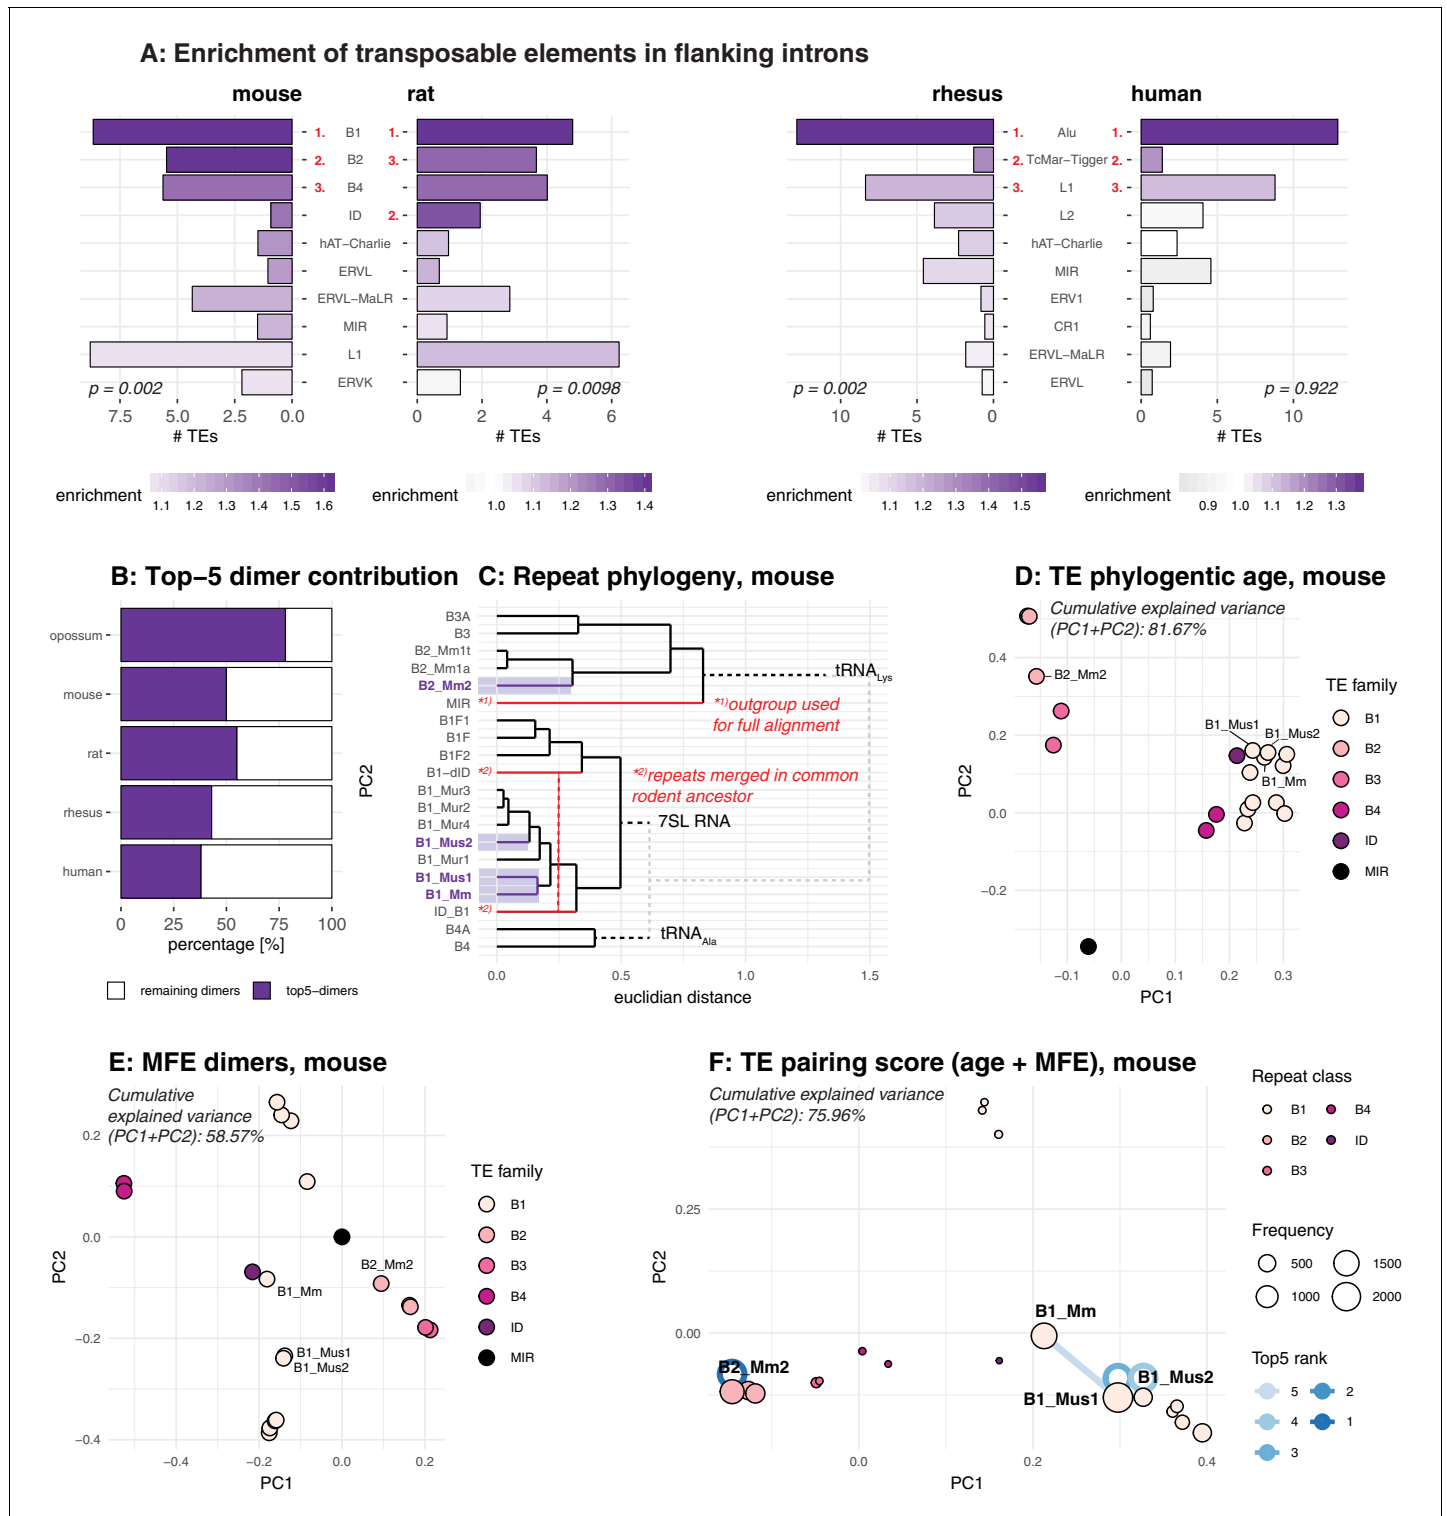 A: Enrichment of transposable elements in flanking introns
mouse rat rhesus human
1. B1 1. 1. Alu 1.
2. B2 3. 2. TcMar−Tigger 2.
3. B4 3. L1 3.
ID 2. L2
hAT−Charlie hAT−Charlie
ERVL MIR
ERVL−MaLR ERV1
MIR CR1
L1 ERVL−MaLR
ERVK ERVL
p = 0.002 p = 0.0098 p = 0.002 p = 0.922
7.5 5.0 2.5 0.0 0 2 4 6 10 5 0 0 5 10
# TEs # TEs # TEs # TEs
enrichment 1.1 1.2 1.3 1.4 1.5 1.6
enrichment 1.0 1.1 1.2 1.3 1.4
enrichment 1.1 1.2 1.3 1.4 1.5
enrichment 0.9 1.0 1.1 1.2 1.3
B: Top−5 dimer contribution
opossum
mouse
rat
rhesus
human
0 25 50 75 100
percentage [%]
remaining dimers top5−dimers
PC2
C: Repeat phylogeny, mouse
B3A
B3
B2_Mm1t
B2_Mm1a
B2_Mm2
MIR *1)
B1F1
B1F
B1F2
B1−dID *2)
B1_Mur3
B1_Mur2
B1_Mur4
B1_Mus2
B1_Mur1
B1_Mus1
B1_Mm
ID_B1 *2)
B4A
B4
tRNA Lys
*1) outgroup used
for full alignment
*2) repeats merged in common
rodent ancestor
7SL RNA
tRNA Ala
0.0 0.5 1.0 1.5
euclidian distance
D: TE phylogentic age, mouse
Cumulative explained variance
(PC1+PC2): 81.67%
0.4
0.2
0.0
−0.2
PC2
B2_Mm2
B1_Mus1
B1_Mus2
B1_Mm
−0.1 0.0 0.1 0.2 0.3
PC1
TE family
B1
B2
B3
B4
ID
MIR
E: MFE dimers, mouse
Cumulative
explained variance
(PC1+PC2): 58.57%
0.2
0.0
−0.2
−0.4
PC2
B2_Mm2
B1_Mm
B1_Mus1
B1_Mus2
−0.4 −0.2 0.0 0.2
PC1
TE family
B1
B2
B3
B4
ID
MIR
F: TE pairing score (age + MFE), mouse
Cumulative explained variance
(PC1+PC2): 75.96%
0.25
0.00
PC2
B1_Mm
B2_Mm2
B1_Mus2
B1_Mus1
0.0 0.2 0.4
PC1
Repeat class
B1 B4
B2 ID
B3
Frequency
500 1500
1000 2000
Top5 rank
5 2
4 1
3